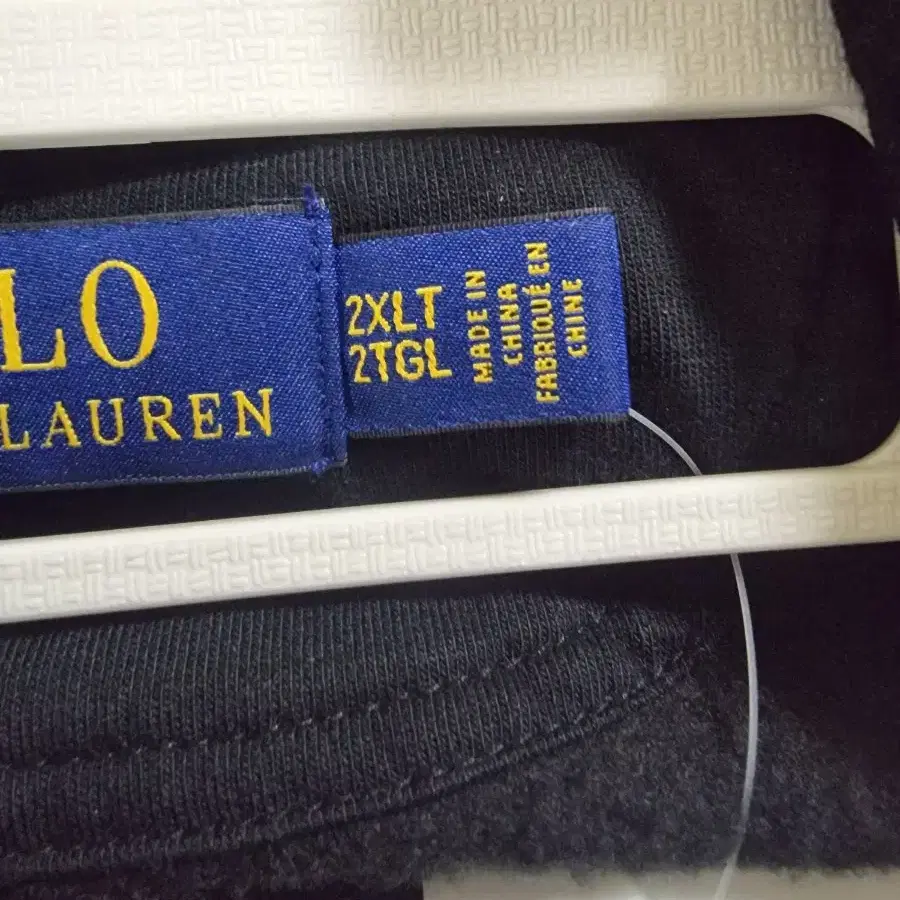 LO
LAUREN
2XLT
2TGL
MADE IN
CHINA
FABRIQUÉ EN
CHINE